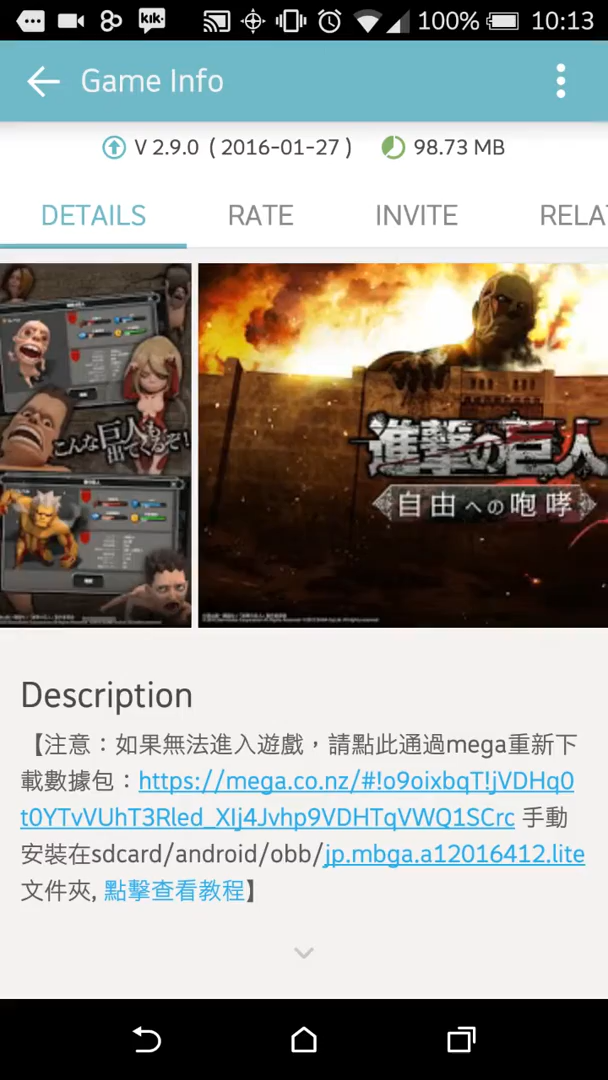 kik·
100%
10:13
Game Info
V 2.9.0 ( 2016-01-27 )
98.73 MB
DETAILS
RATE
INVITE
RELA
こんな巨人も
出てくるぞ!
進撃の巨人
自由への咆哮
Description
【注意：如果無法進入遊戲，請點此通過mega重新下
載數據包：https://mega.co.nz/#!o9oixbqT!jVDHq0
t0YTvVUhT3Rled_XIj4Jvhp9VDHTqVWQ1SCrc 手動
安裝在sdcard/android/obb/jp.mbga.a12016412.lite
文件夾, 點擊查看教程】